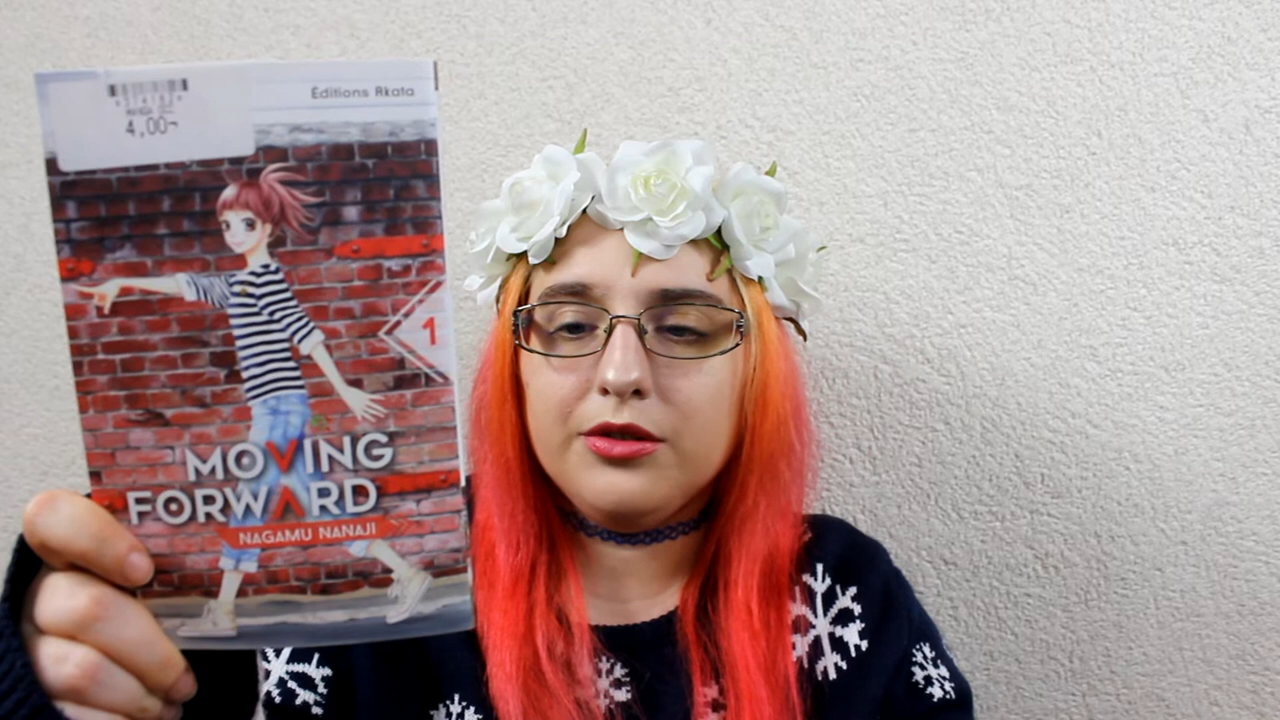 4,00
Éditions Akata
1
MOVING
FORWARD
NAGAMU NANAJI